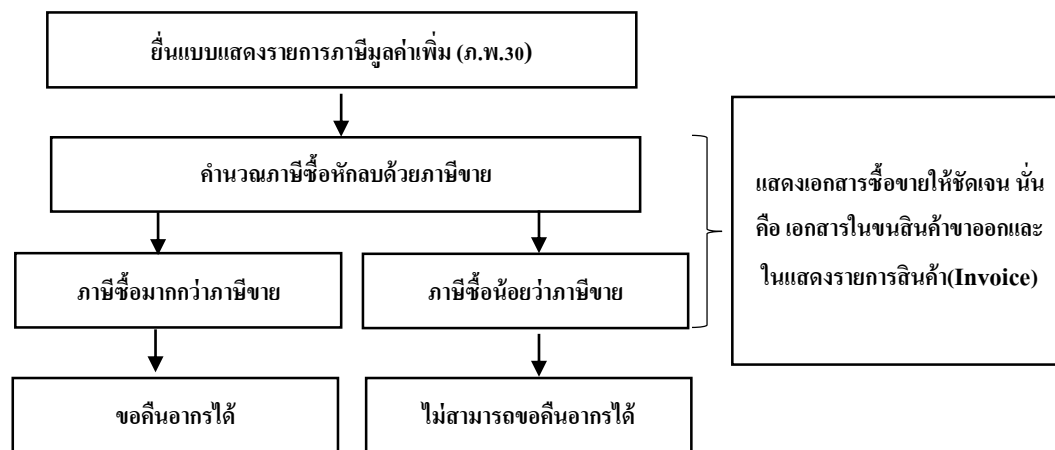 ยื่นแบบแสดงรายการภาษีมูลค่าเพิ่ม (ภ.พ.30)
คำนวณภาษีซื้อหักลบด้วยภาษีขาย
ภาษีซื้อมากกว่าภาษีขาย
ภาษีซื้อน้อยว่าภาษีขาย
ขอคืนอากรได้
ไม่สามารถขอคืนอากรได้
แสดงเอกสารซื้อขายให้ชัดเจน นั่น
คือ เอกสารในขนสินค้าขาออกและ
ในแสดงรายการสินค้า(Invoice)